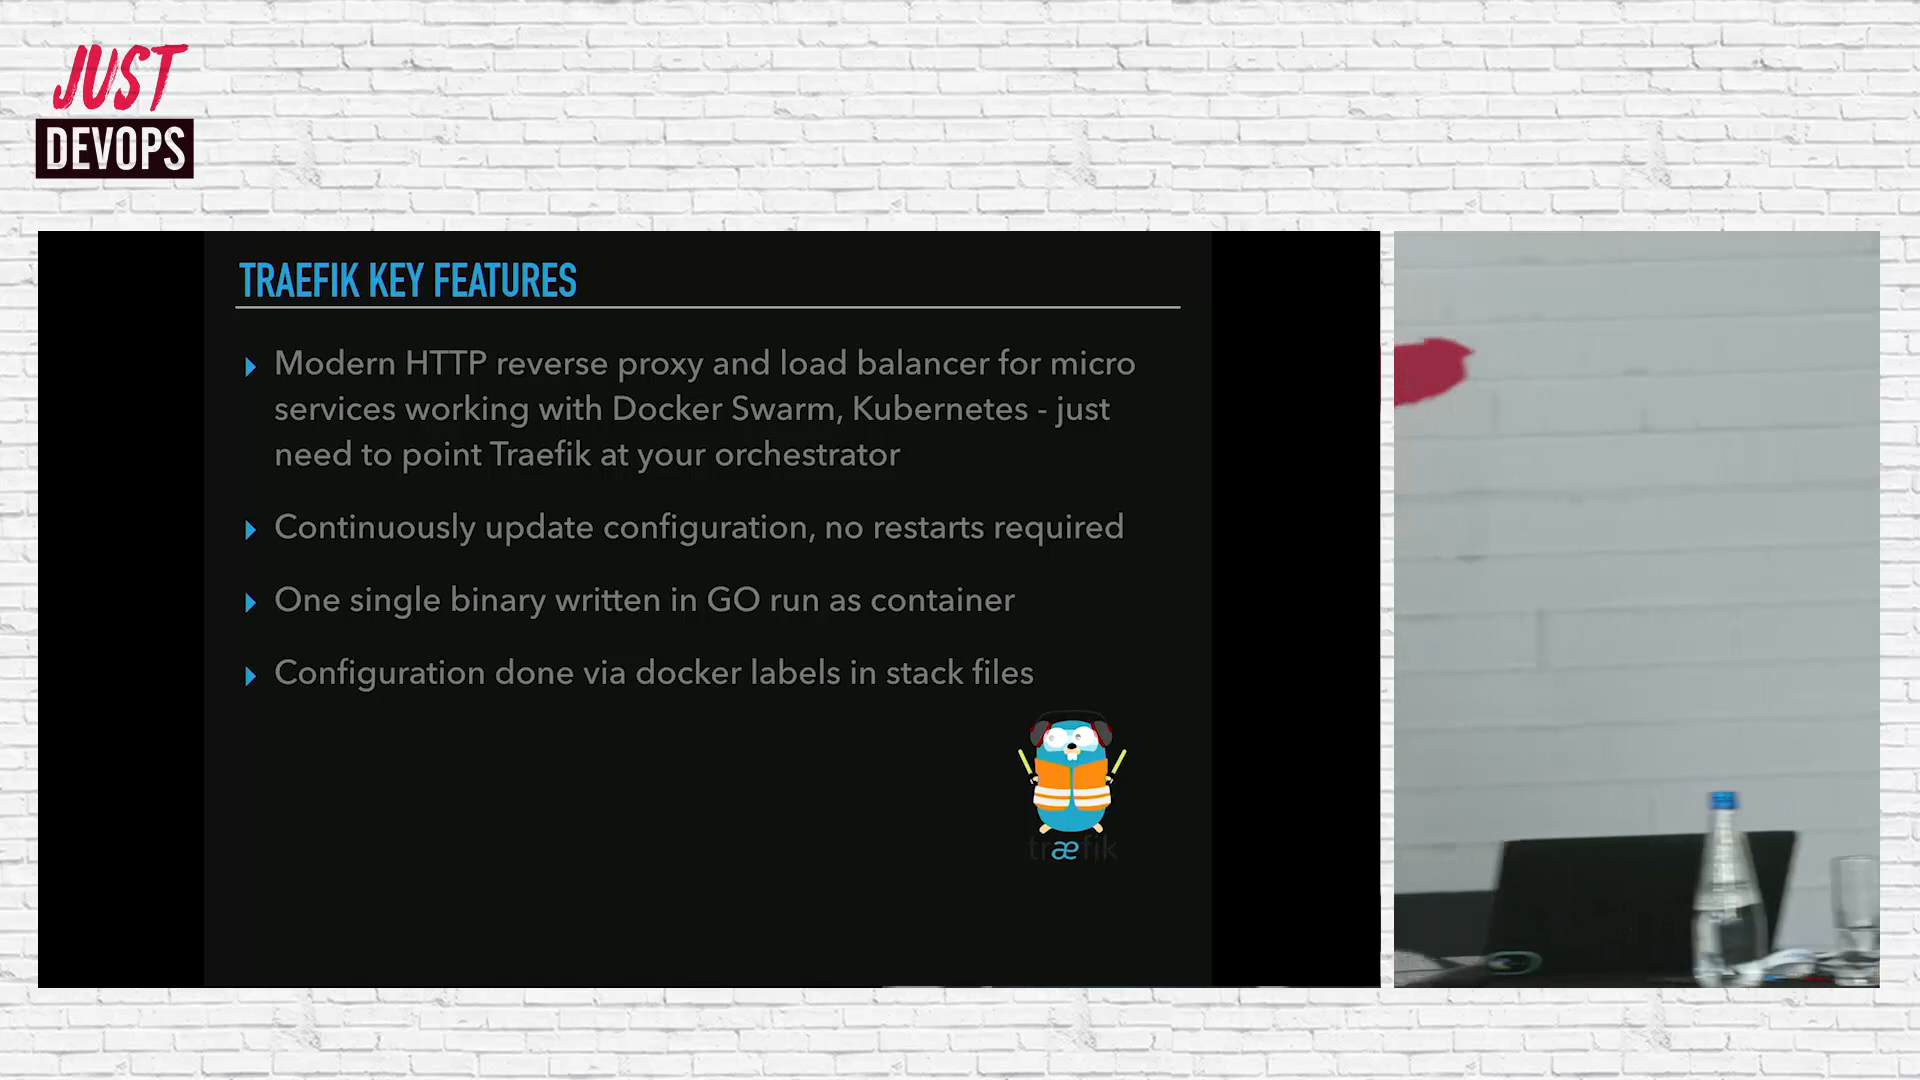 JUST
DEVOPS
TRAEFIK KEY FEATURES
Modern HTTP reverse proxy and load balancer for micro
services working with Docker Swarm, Kubernetes - just
need to point Traefik at your orchestrator
Continuously update configuration, no restarts required
One single binary written in GO run as container
Configuration done via docker labels in stack files
træfik